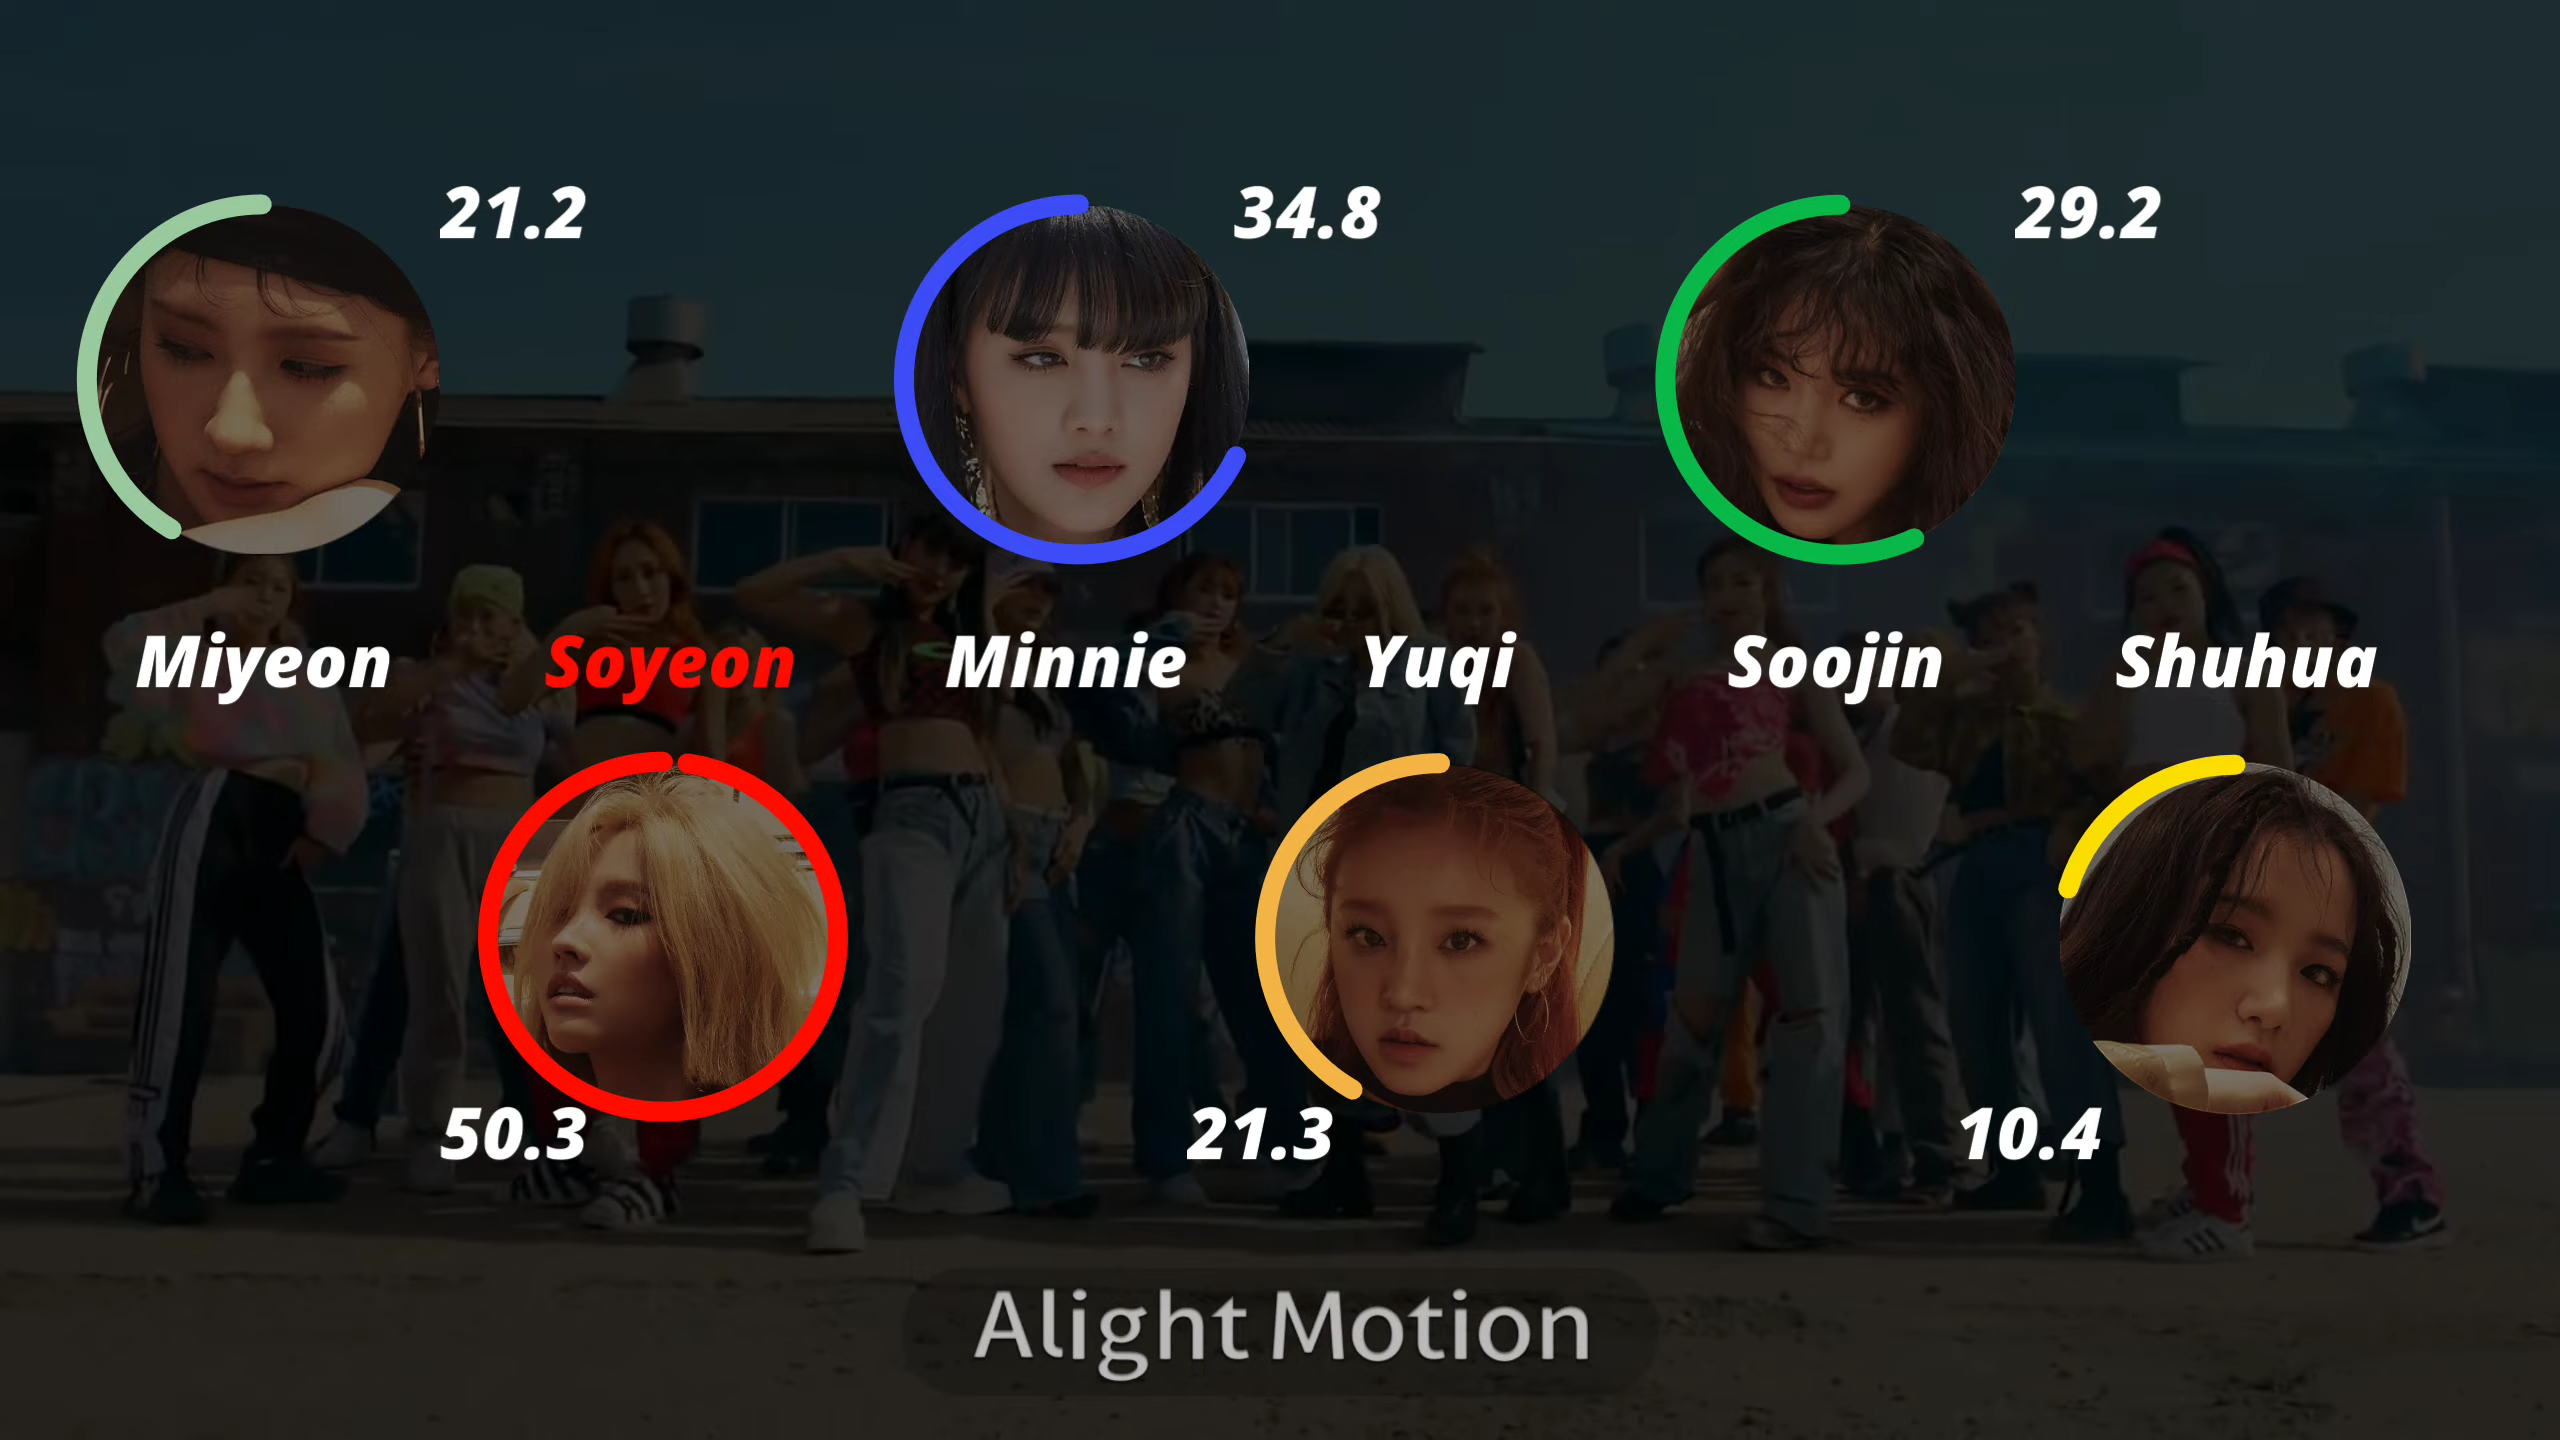 21.2
34.8
29.2
Miyeon
Soyeon
Minnie
Yuqi
Soojin
Shuhua
50.3
21.3
10.4
Alight Motion